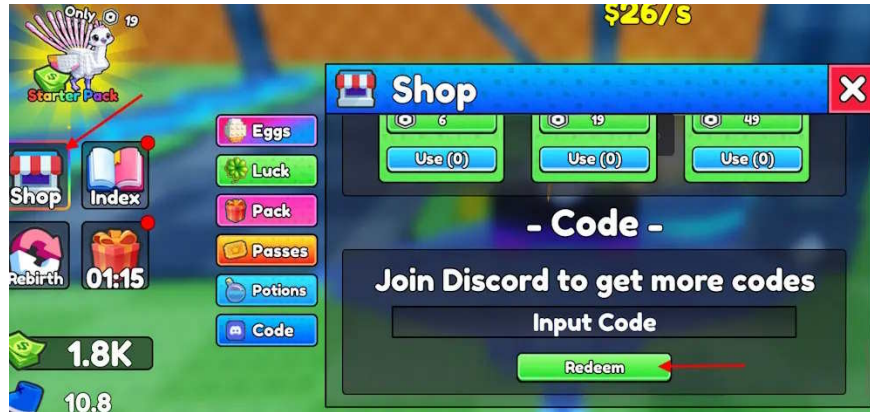 Only 19
$26/s
Starter Pack
Shop
6
19
49
Eggs
Use (0)
Use (0)
Use (0)
Luck
Shop
Index
Pack
- Code -
Passes
Rebirth
01:15
Potions
Join Discord to get more codes
Code
Input Code
1.8K
Redeem
10.8